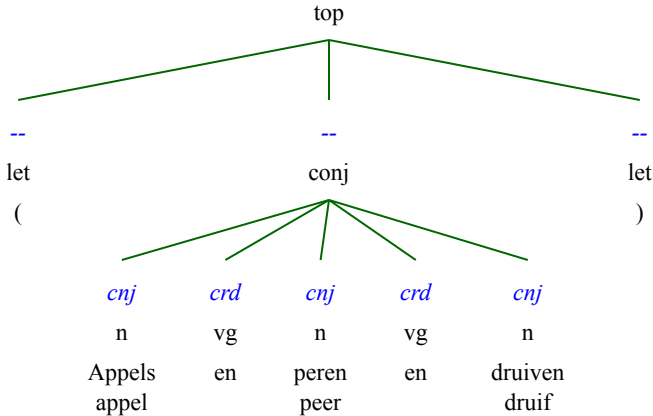 top
-- -- --
let conj let
( )
cnj crd cnj crd cnj
n vg n vg n
Appels en peren en druiven
appel peer druif